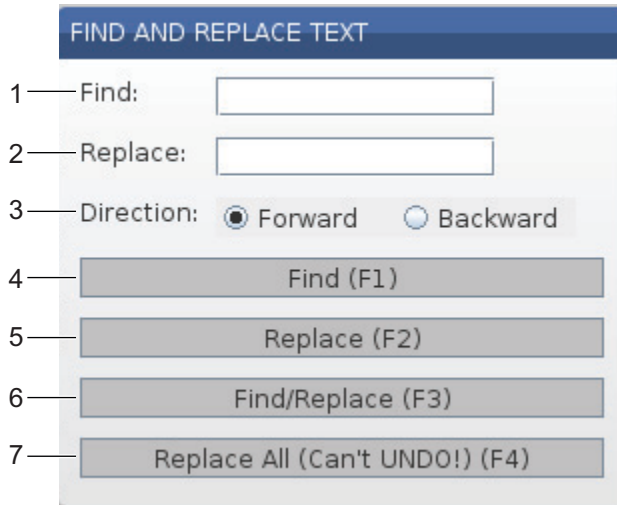 FIND AND REPLACE TEXT
1 Find:
2 Replace:
3 Direction: Forward Backward
4 Find (F1)
5 Replace (F2)
6 Find/Replace (F3)
7 Replace All (Can't UNDO!) (F4)